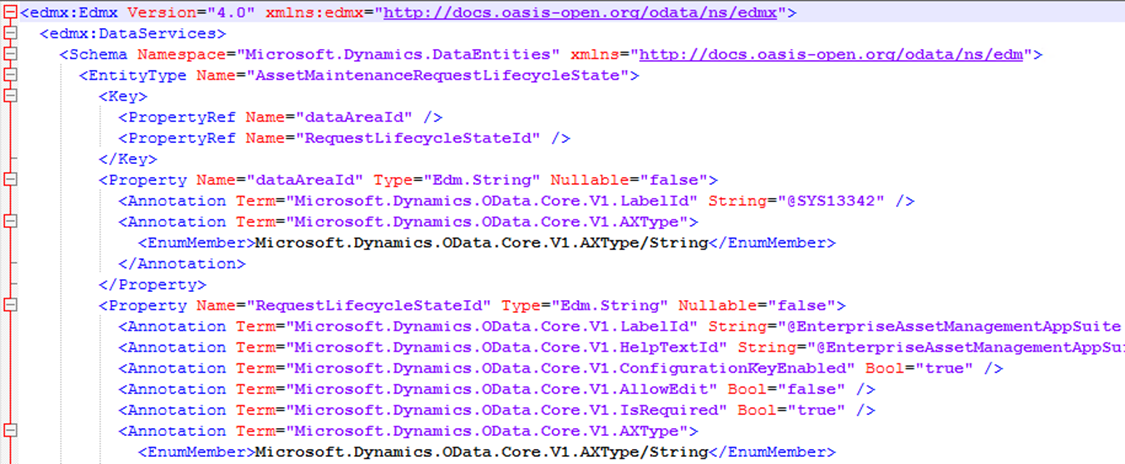 <edmx:Edmx Version="4.0" xmlns:edmx="http://docs.oasis-open.org/odata/ns/edmx">
<edmx:DataServices>
<Schema Namespace="Microsoft.Dynamics.DataEntities" xmlns="http://docs.oasis-open.org/odata/ns/edm">
<EntityType Name="AssetMaintenanceRequestLifecycleState">
<Key>
<PropertyRef Name="dataAreaId" />
<PropertyRef Name="RequestLifecycleStateId" />
</Key>
<Property Name="dataAreaId" Type="Edm.String" Nullable="false">
<Annotation Term="Microsoft.Dynamics.OData.Core.V1.LabelId" String="@SYS13342" />
<Annotation Term="Microsoft.Dynamics.OData.Core.V1.AXType">
<EnumMember>Microsoft.Dynamics.OData.Core.V1.AXType/String</EnumMember>
</Annotation>
</Property>
<Property Name="RequestLifecycleStateId" Type="Edm.String" Nullable="false">
<Annotation Term="Microsoft.Dynamics.OData.Core.V1.LabelId" String="@EnterpriseAssetManagementAppSuite
<Annotation Term="Microsoft.Dynamics.OData.Core.V1.HelpTextId" String="@EnterpriseAssetManagementAppSui
<Annotation Term="Microsoft.Dynamics.OData.Core.V1.ConfigurationKeyEnabled" Bool="true" />
<Annotation Term="Microsoft.Dynamics.OData.Core.V1.AllowEdit" Bool="false" />
<Annotation Term="Microsoft.Dynamics.OData.Core.V1.IsRequired" Bool="true" />
<Annotation Term="Microsoft.Dynamics.OData.Core.V1.AXType">
<EnumMember>Microsoft.Dynamics.OData.Core.V1.AXType/String</EnumMember>